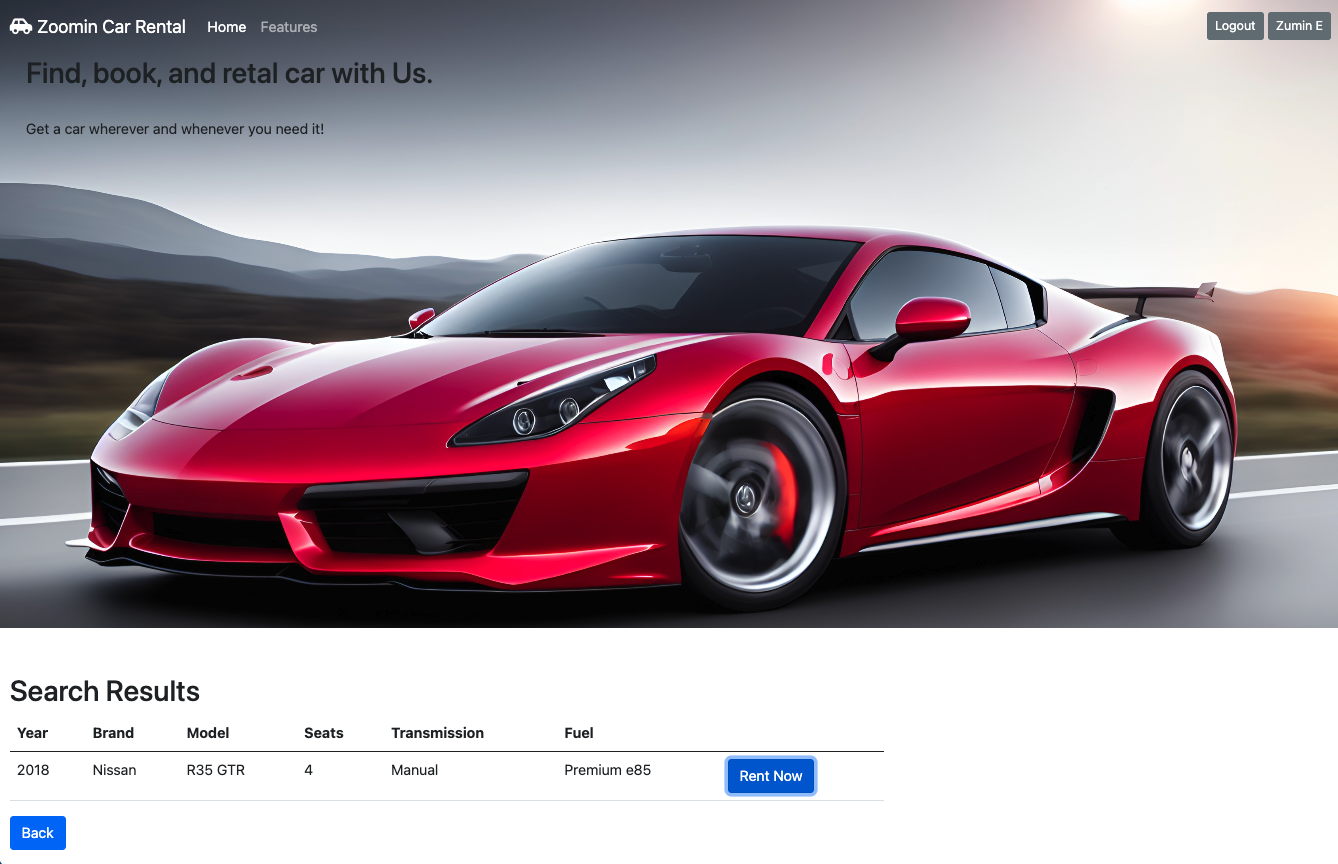 Zoomin Car Rental Home Features Logout Zumin E
Find, book, and retal car with Us.
Get a car wherever and whenever you need it!
Search Results
Year Brand Model Seats Transmission Fuel
2018 Nissan R35 GTR 4 Manual Premium e85 Rent Now
Back